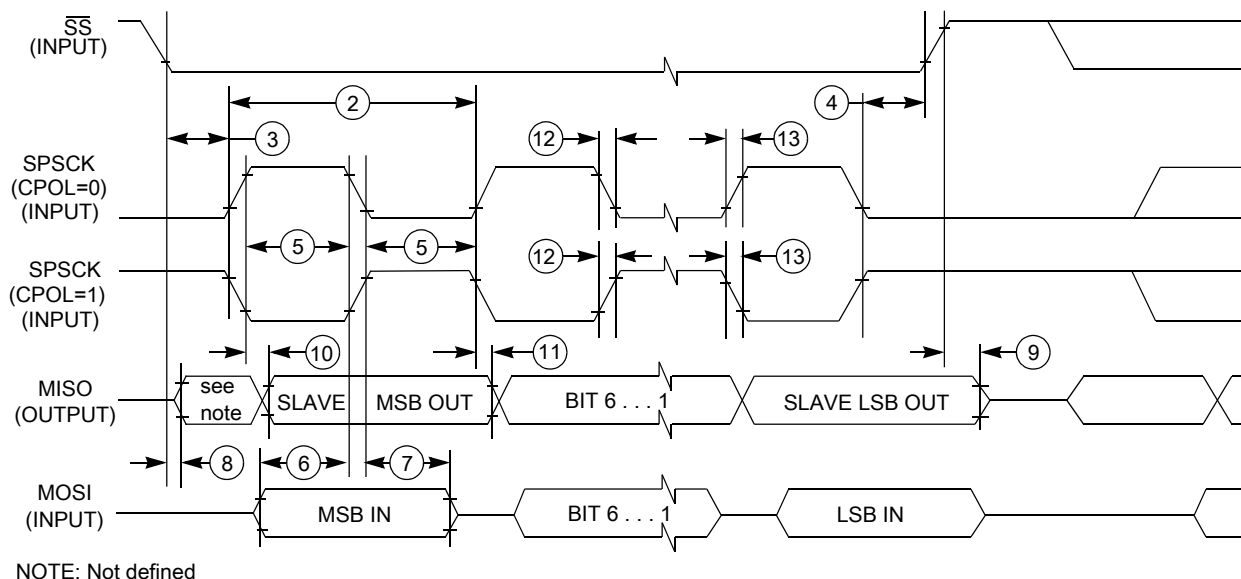 SS
(INPUT)
2
4
3
12
13
SPSCK
(CPOL=0)
(INPUT)
5
5
SPSCK
(CPOL=1)
(INPUT)
12
13
10
11
9
MISO
(OUTPUT)
see
note
SLAVE
MSB OUT
BIT 6 . . . 1
SLAVE LSB OUT
8
6
7
MOSI
(INPUT)
MSB IN
BIT 6 . . . 1
LSB IN
NOTE: Not defined